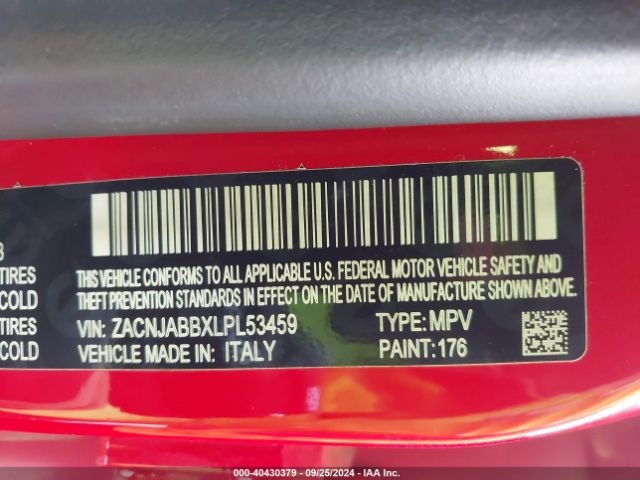 3
TIRES
COLD
COLD
THIS VEHICLE CONFORMS TO ALL APPLICABLE U.S. FEDERAL MOTOR VEHICLE SAFETY AND
THEFT PREVENTION STANDARDS IN EFFECT ON THE DATE OF MANUFACTURE SHOWN ABOVE.
VIN: ZACNJABBXLPL53459 TYPE: MPV
VEHICLE MADE IN: ITALY PAINT: 176
000-40430379 - 09/25/2024 - IAA Inc.